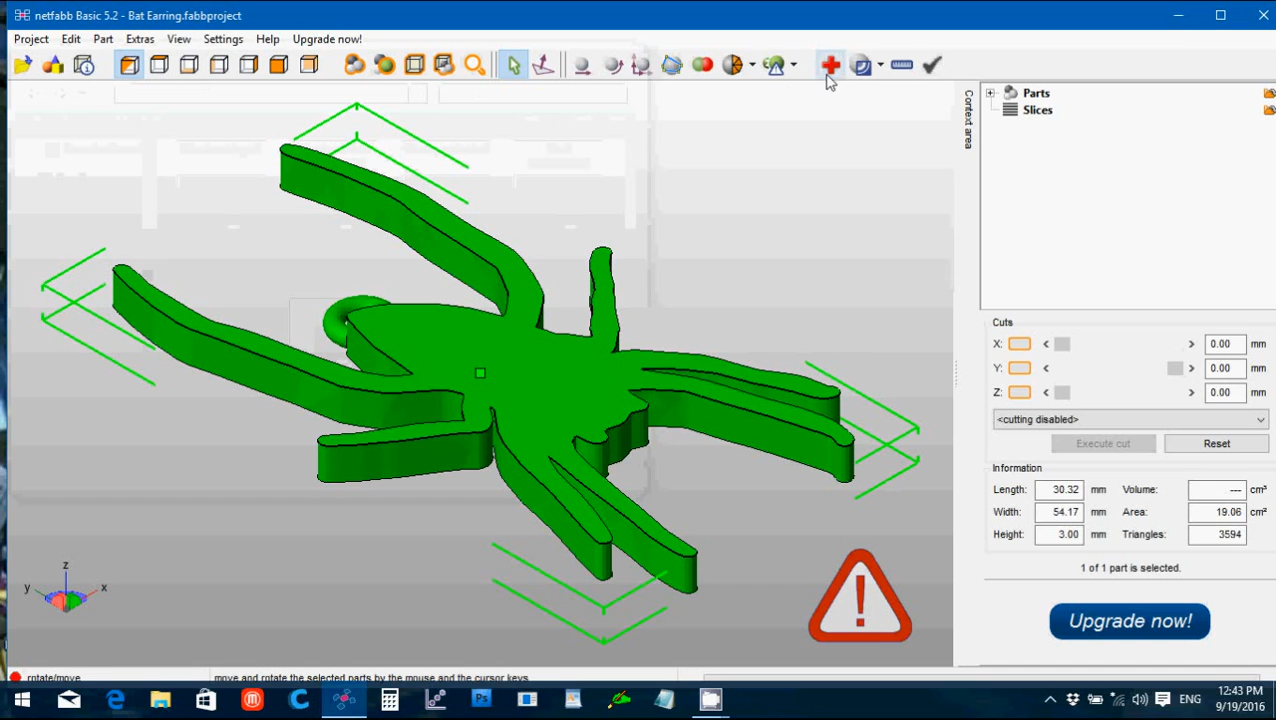 netfabb Basic 5.2 - Bat Earring.fabbproject
Project Edit Part Extras View Settings Help Upgrade now!
Context area
Parts
Slices
Cuts
X: < > 0.00 mm
Y: < > 0.00 mm
Z: < > 0.00 mm
<cutting disabled>
Execute cut Reset
Information
Length: 30.32 mm Volume: --- cm³
Width: 54.17 mm Area: 19.06 cm²
Height: 3.00 mm Triangles: 3594
1 of 1 part is selected.
Upgrade now!
z
y x
rotate/move move and rotate the selected parts by the mouse and the cursor keys.
ENG
12:43 PM
9/19/2016